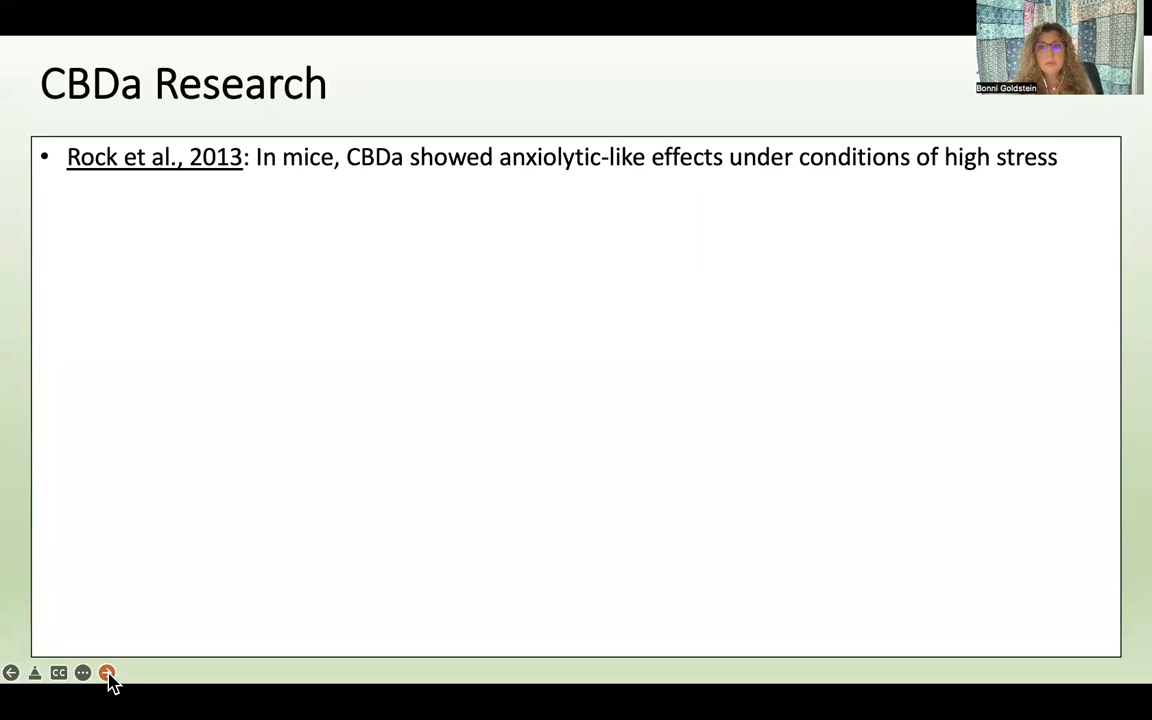 CBDa Research
Bonni Goldstein
• Rock et al., 2013: In mice, CBDa showed anxiolytic-like effects under conditions of high stress
CC